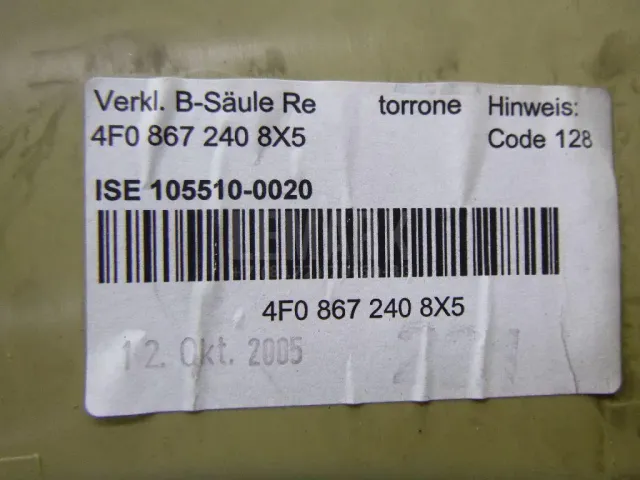 Verkl. B-Säule Re torrone Hinweis:
4F0 867 240 8X5 Code 128
ISE 105510-0020
4F0 867 240 8X5
12. Okt. 2005